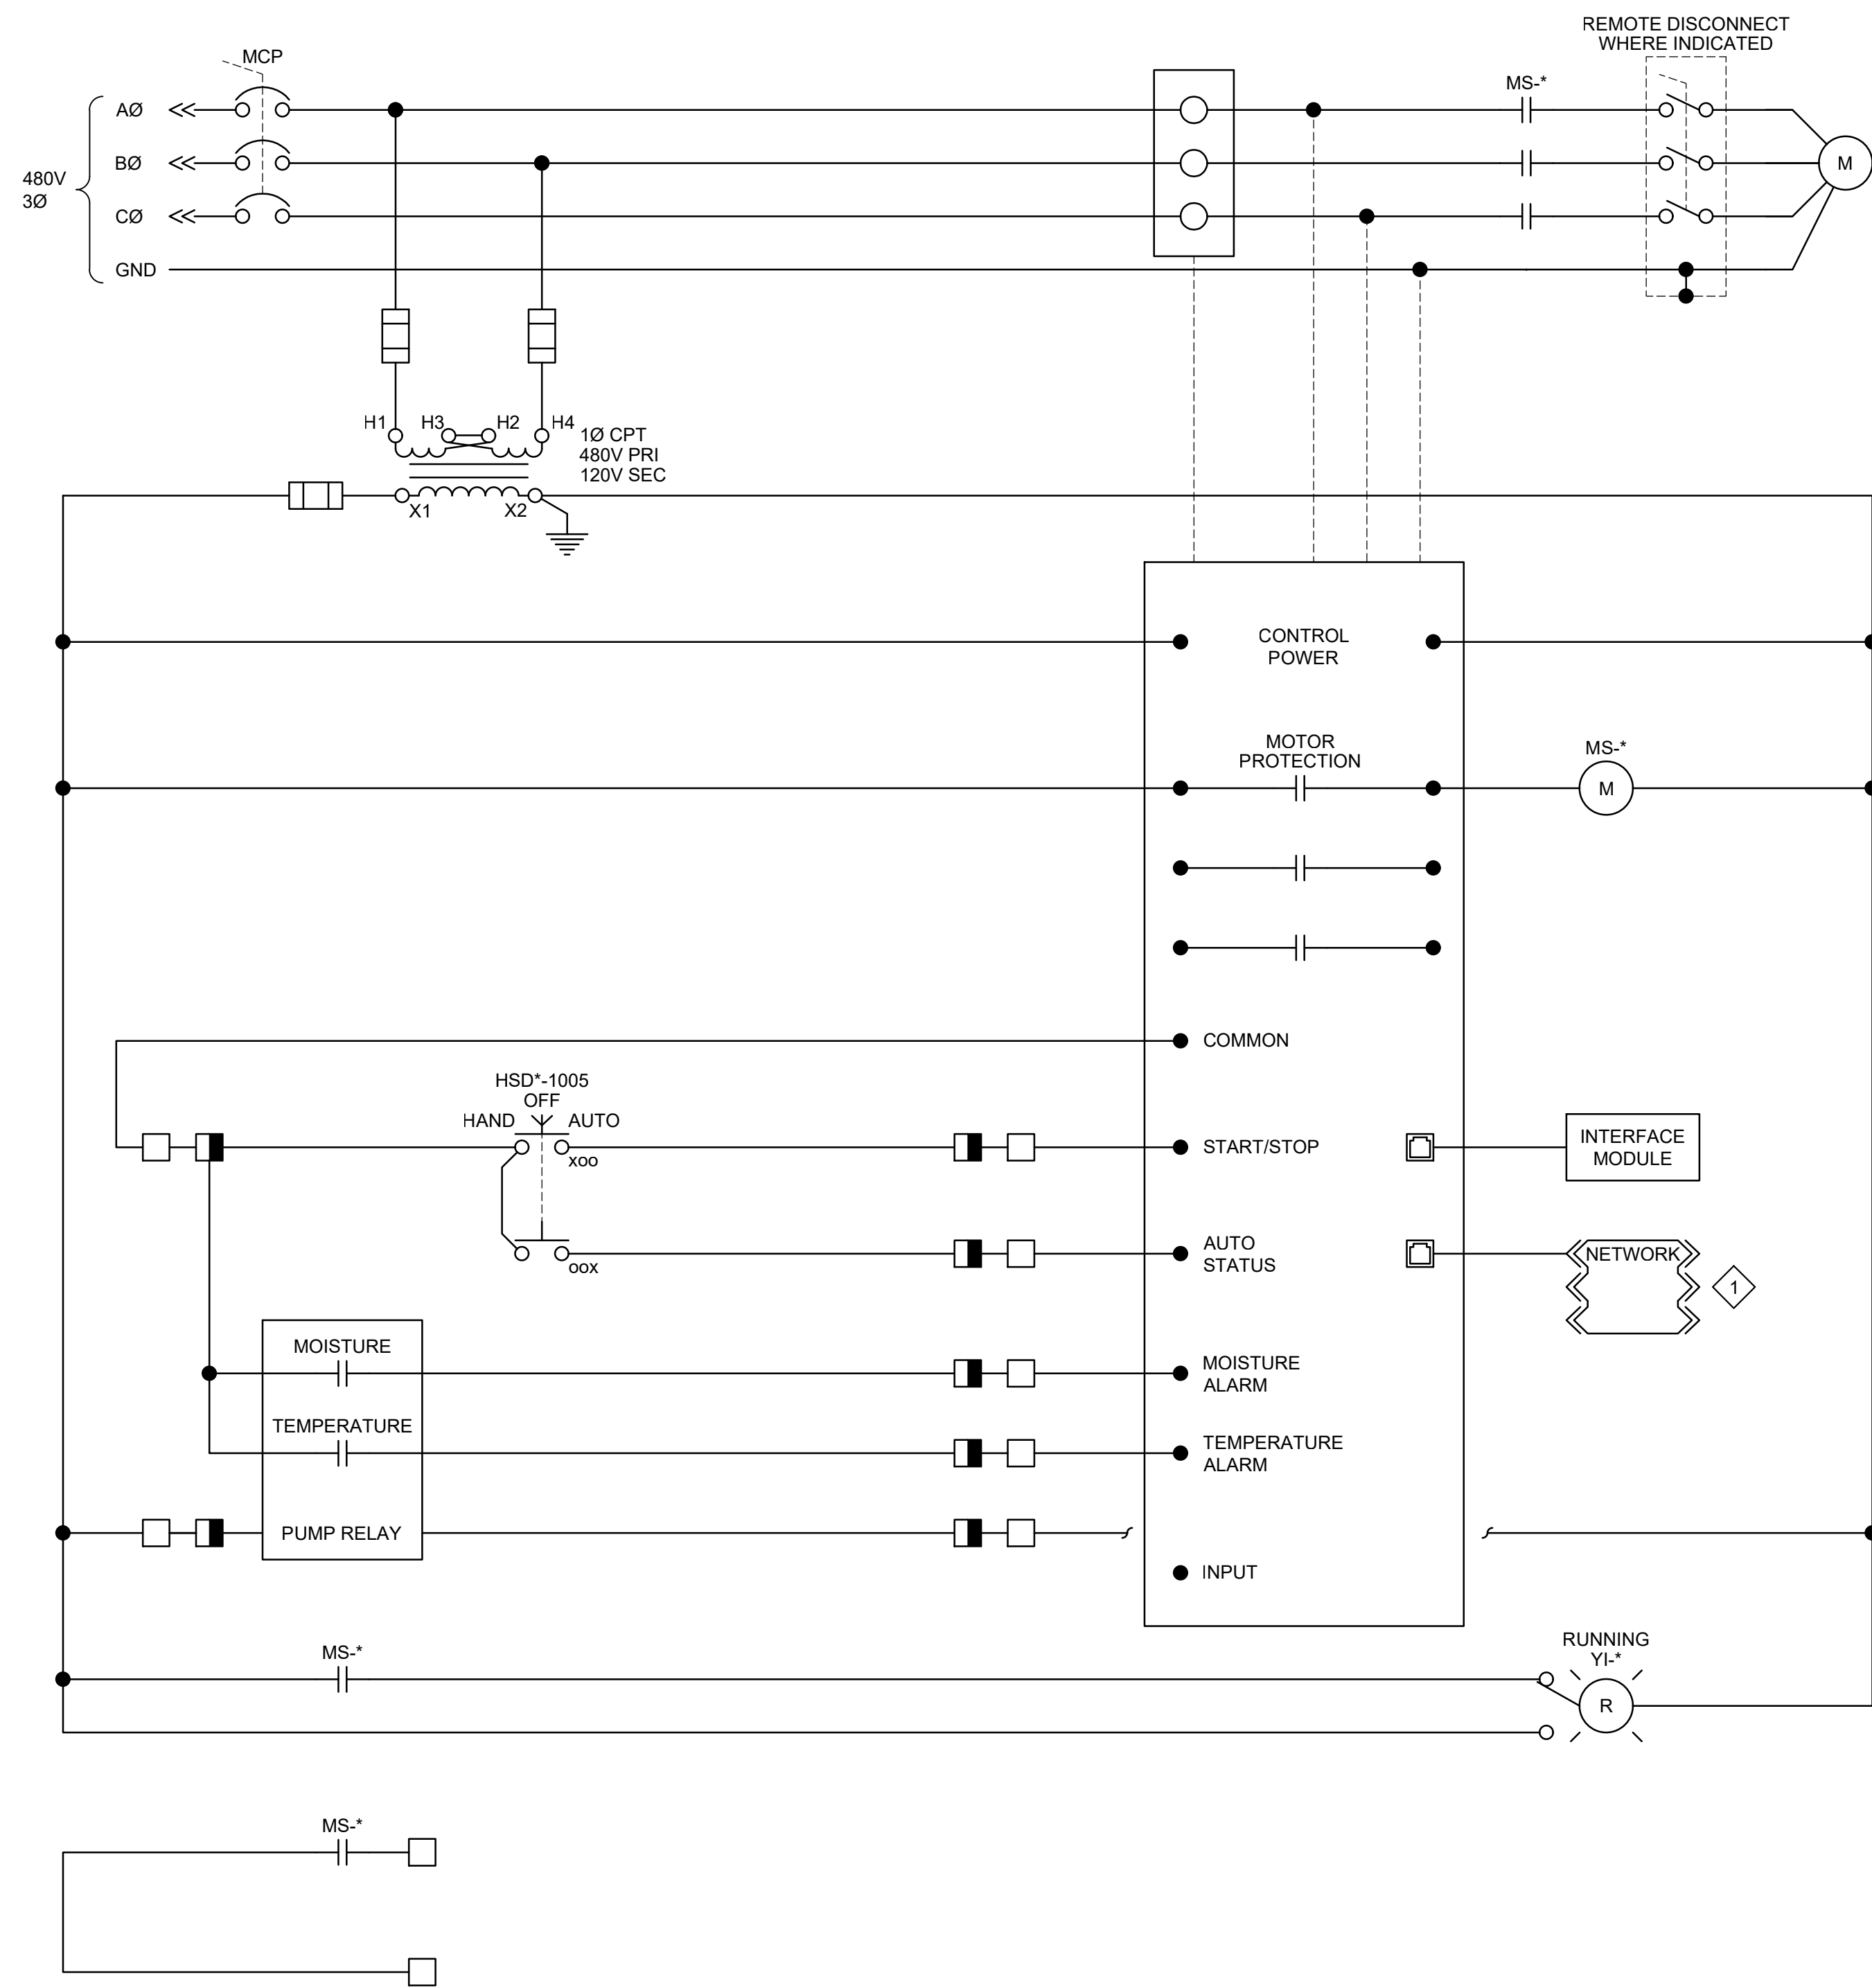 REMOTE DISCONNECT
WHERE INDICATED
MCP
MS-*
AØ
BØ
M
480V
3Ø
CØ
GND
H1
H3
H2
H4
1Ø CPT
480V PRI
120V SEC
X1
X2
CONTROL
POWER
MOTOR
PROTECTION
MS-*
M
COMMON
HSD*-1005
OFF
HAND
AUTO
xoo
START/STOP
INTERFACE
MODULE
oox
AUTO
STATUS
NETWORK
1
MOISTURE
MOISTURE
ALARM
TEMPERATURE
TEMPERATURE
ALARM
PUMP RELAY
INPUT
MS-*
RUNNING
YI-*
R
MS-*